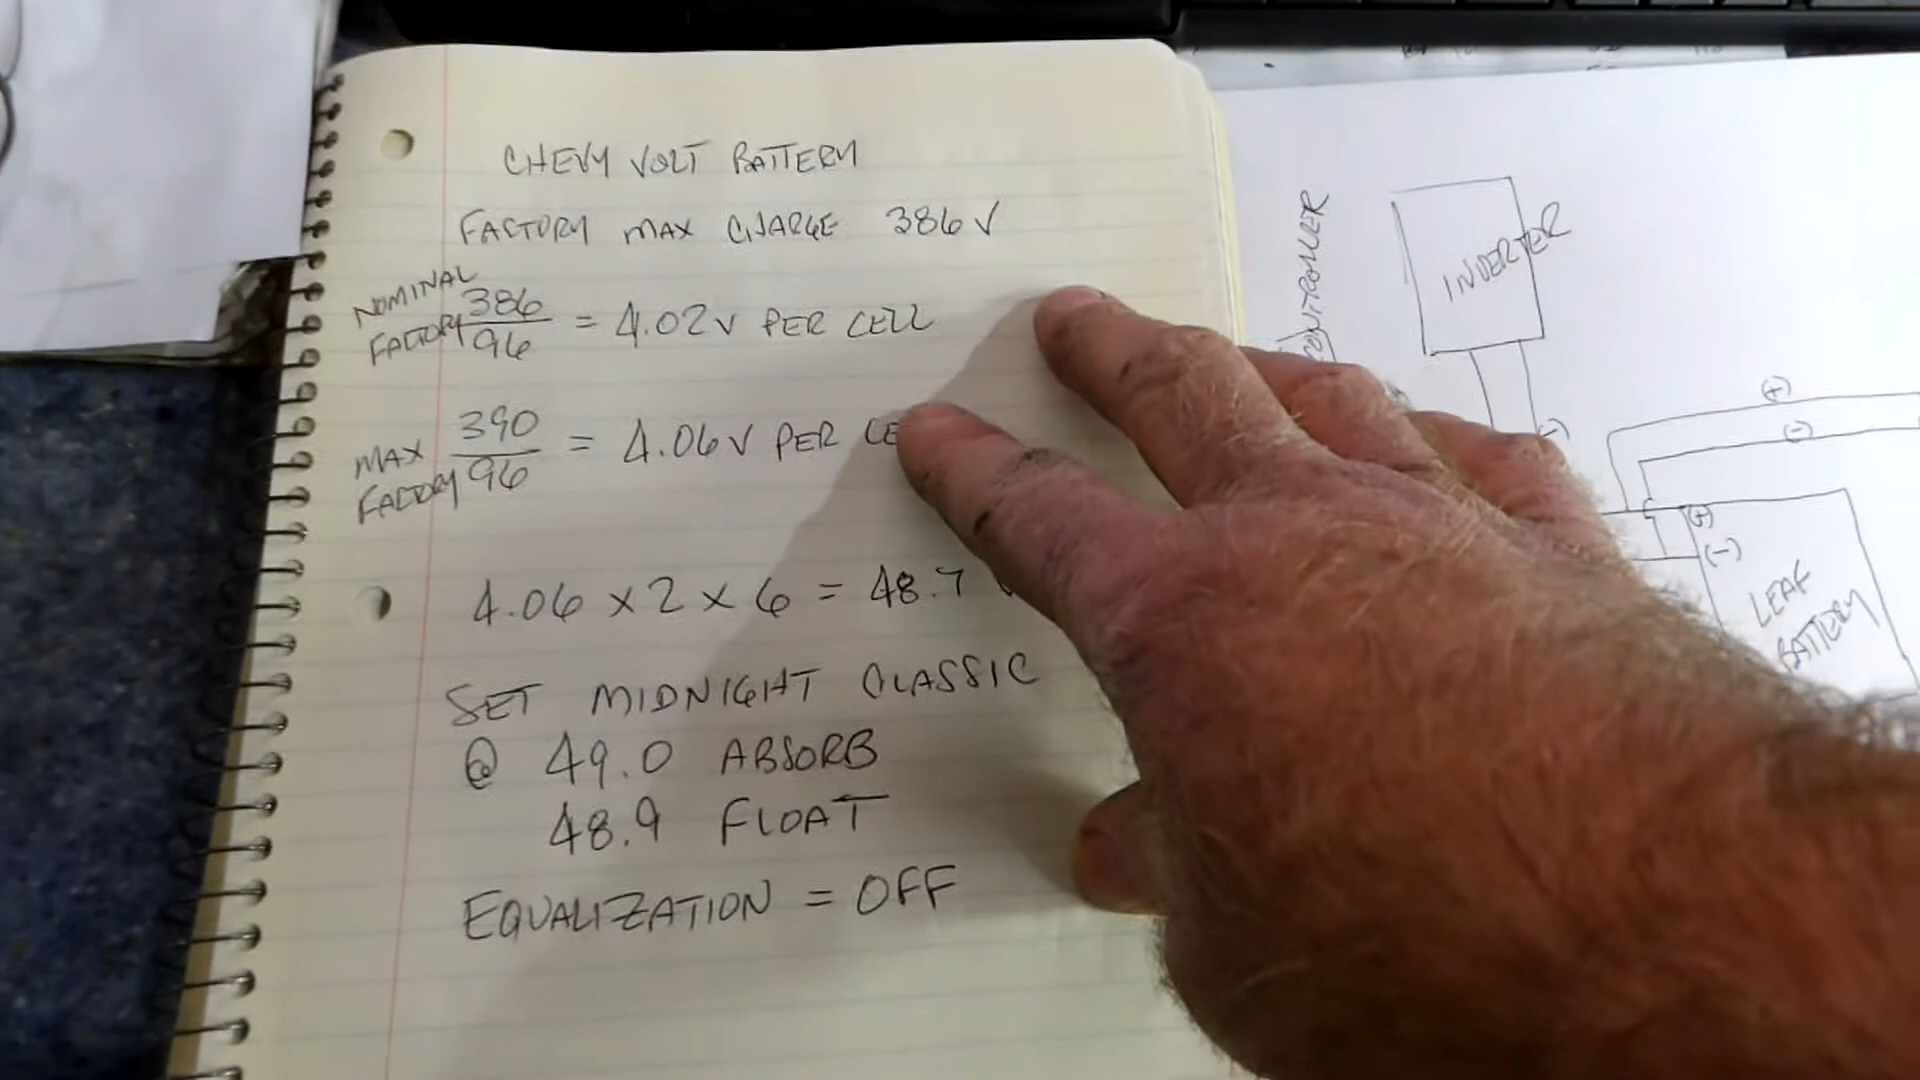 CHEVY VOLT BATTERY
FACTORY MAX CHARGE 386V
NOMINAL
FACTORY 386/96 = 4.02V PER CELL
MAX
FACTORY 390/96 = 4.06V PER CE
4.06 x 2 x 6 = 48.7
SET MIDNIGHT CLASSIC
@ 49.0 ABSORB
48.9 FLOAT
EQUALIZATION = OFF
CONTROLLER
INVERTER
(+)
(-)
(-)
(+)
(-)
LEAF
BATTERY